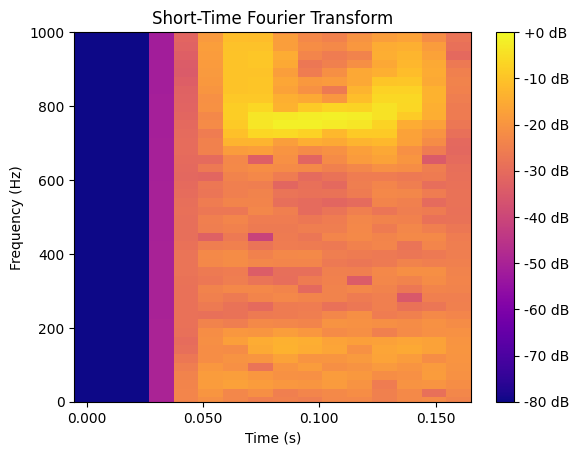 Short-Time Fourier Transform
1000
800
600
400
200
0
Frequency (Hz)
0.000
0.050
0.100
0.150
Time (s)
+0 dB
-10 dB
-20 dB
-30 dB
-40 dB
-50 dB
-60 dB
-70 dB
-80 dB